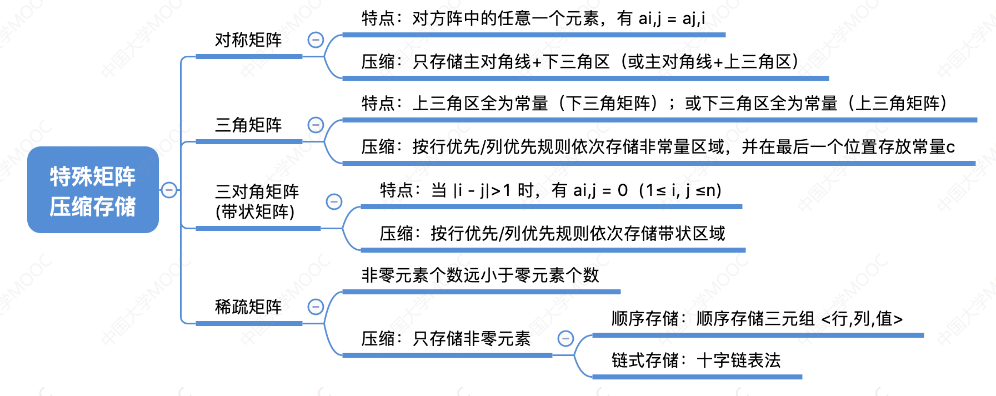 特殊矩阵
压缩存储
对称矩阵
特点：对方阵中的任意一个元素，有 ai,j = aj,i
压缩：只存储主对角线+下三角区（或主对角线+上三角区）
三角矩阵
特点：上三角区全为常量（下三角矩阵）；或下三角区全为常量（上三角矩阵）
压缩：按行优先/列优先规则依次存储非常量区域，并在最后一个位置存放常量c
三对角矩阵
(带状矩阵)
特点：当 |i - j|>1 时，有 ai,j = 0（1≤ i, j ≤n)
压缩：按行优先/列优先规则依次存储带状区域
稀疏矩阵
非零元素个数远小于零元素个数
压缩：只存储非零元素
顺序存储：顺序存储三元组 <行,列,值>
链式存储：十字链表法
中国大学MOOC